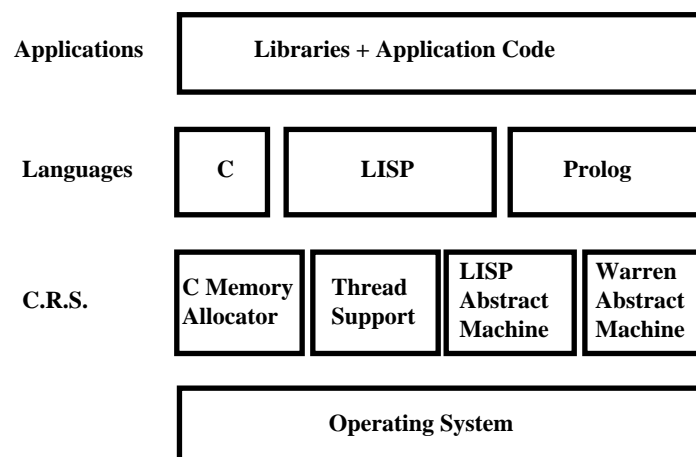 Applications
Libraries + Application Code
Languages
C
LISP
Prolog
C.R.S.
C Memory
Allocator
Thread
Support
LISP
Abstract
Machine
Warren
Abstract
Machine
Operating System